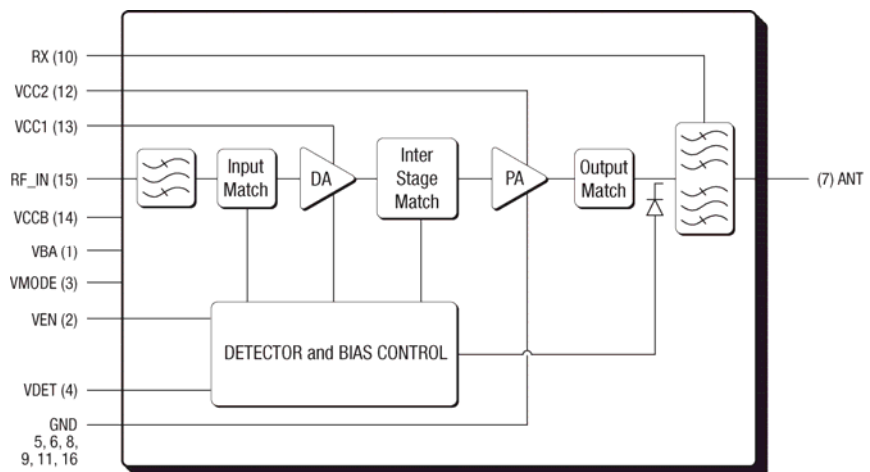 RX (10)
VCC2 (12)
VCC1 (13)
RF_IN (15)
Input
Match
DA
Inter
Stage
Match
PA
Output
Match
(7) ANT
VCCB (14)
VBA (1)
VMODE (3)
VEN (2)
DETECTOR and BIAS CONTROL
VDET (4)
GND
5, 6, 8,
9, 11, 16